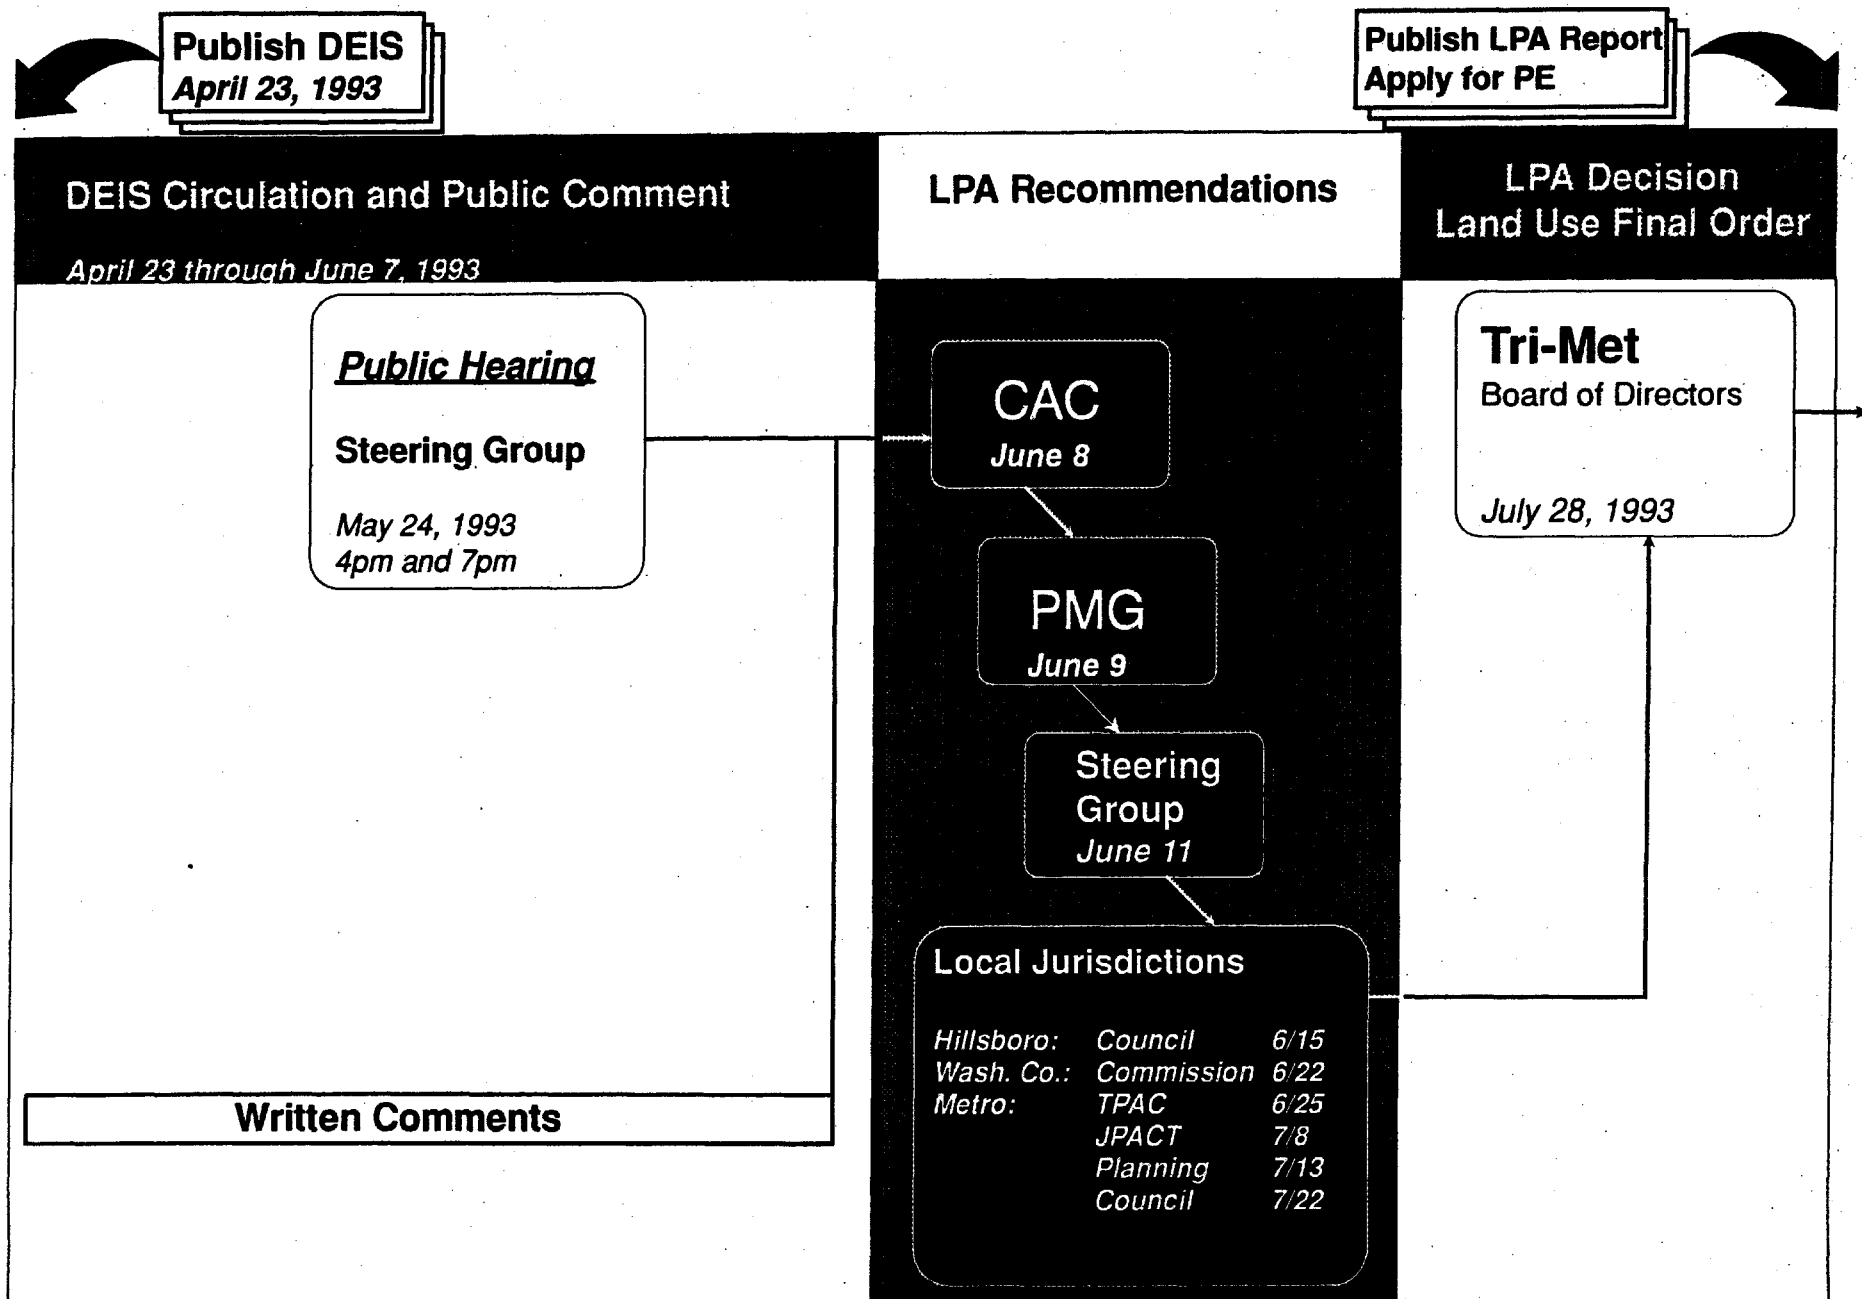 Publish DEIS
April 23, 1993
Publish LPA Report
Apply for PE
DEIS Circulation and Public Comment
April 23 through June 7, 1993
LPA Recommendations
LPA Decision
Land Use Final Order
Public Hearing
Steering Group
May 24, 1993
4pm and 7pm
Written Comments
CAC
June 8
PMG
June 9
Steering
Group
June 11
Local Jurisdictions
Hillsboro: Council 6/15
Wash. Co.: Commission 6/22
Metro: TPAC 6/25
JPACT 7/8
Planning 7/13
Council 7/22
Tri-Met
Board of Directors
July 28, 1993